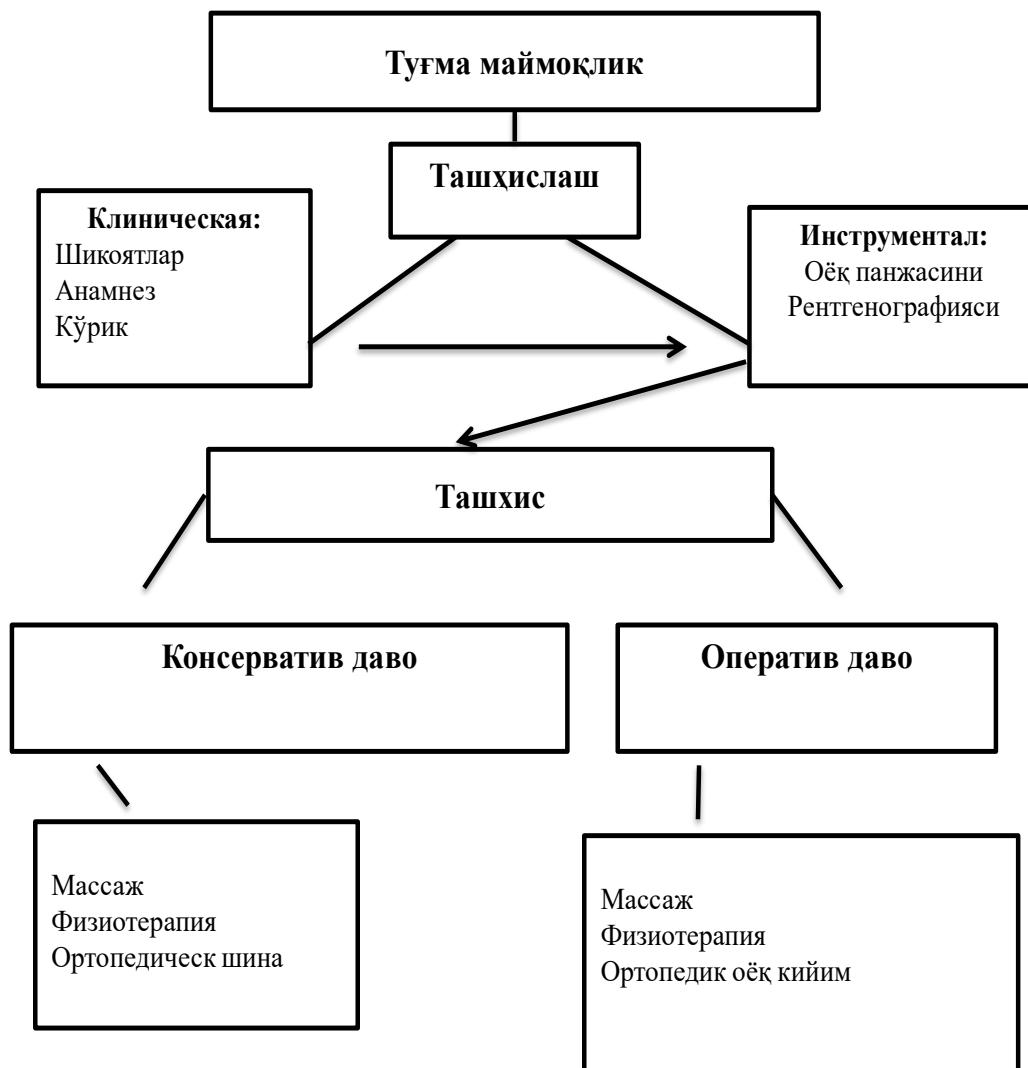 Туғма маймоқлик
Ташҳислаш
Клиническая:
Шикоятлар
Анамнез
Кўрик
Инструментал:
Оёқ панжасини
Рентгенографияси
Ташхис
Консерватив даво
Оператив даво
Массаж
Физиотерапия
Ортопедическ шина
Массаж
Физиотерапия
Ортопедик оёқ кийим